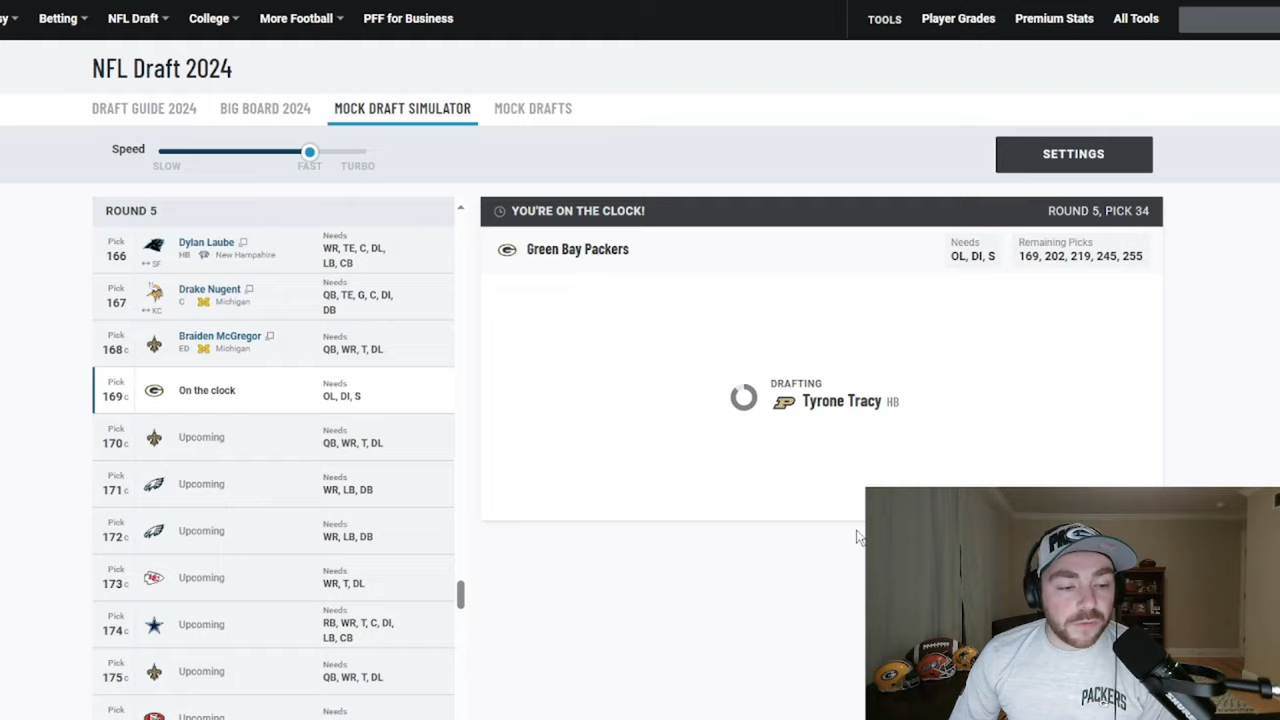 Betting
NFL Draft
College
More Football
PFF for Business
TOOLS
Player Grades
Premium Stats
All Tools
NFL Draft 2024
DRAFT GUIDE 2024
BIG BOARD 2024
MOCK DRAFT SIMULATOR
MOCK DRAFTS
Speed
SLOW
FAST
TURBO
SETTINGS
ROUND 5
Pick
166
SF
Dylan Laube
HB New Hampshire
Needs
WR, TE, C, DL,
LB, CB
Pick
167
KC
Drake Nugent
C Michigan
Needs
QB, TE, G, C, DI,
DB
Pick
168 C
Braiden McGregor
ED Michigan
Needs
QB, WR, T, DL
Pick
169 C
On the clock
Needs
OL, DI, S
Pick
170 C
Upcoming
Needs
QB, WR, T, DL
Pick
171 C
Upcoming
Needs
WR, LB, DB
Pick
172 C
Upcoming
Needs
WR, LB, DB
Pick
173 C
Upcoming
Needs
WR, T, DL
Pick
174 C
Upcoming
Needs
RB, WR, T, C, DI,
LB, CB
Pick
175 C
Upcoming
Needs
QB, WR, T, DL
Pick
Upcoming
Needs
YOU'RE ON THE CLOCK!
ROUND 5, PICK 34
Green Bay Packers
Needs
OL, DI, S
Remaining Picks
169, 202, 219, 245, 255
DRAFTING
Tyrone Tracy HB
PACKERS